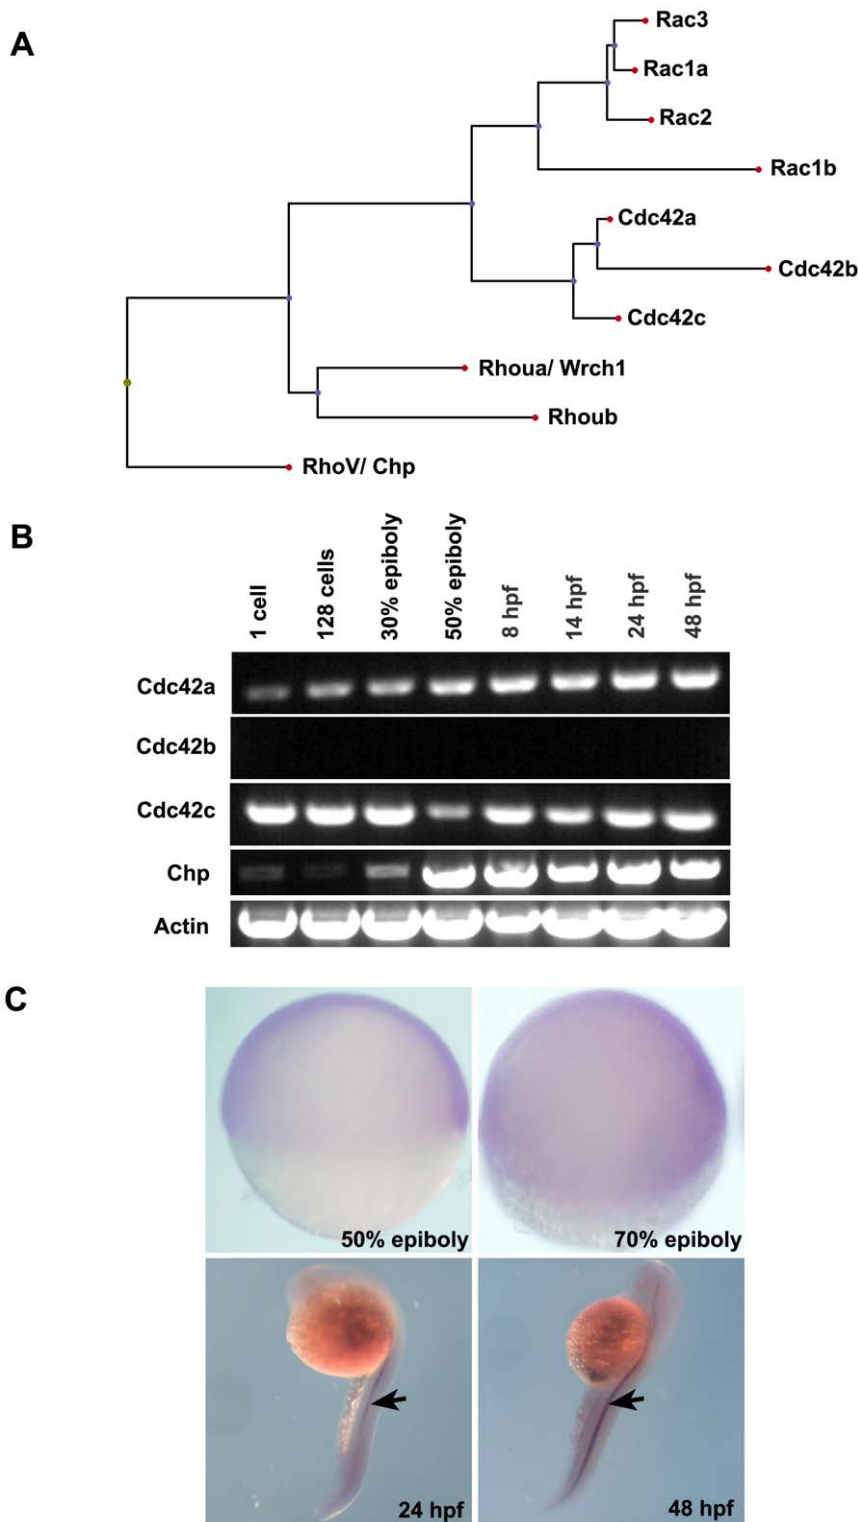 A
Rac3
Rac1a
Rac2
Rac1b
Cdc42a
Cdc42b
Cdc42c
Rhoua/ Wrch1
Rhoub
RhoV/ Chp
B
1 cell
128 cells
30% epiboly
50% epiboly
8 hpf
14 hpf
24 hpf
48 hpf
Cdc42a
Cdc42b
Cdc42c
Chp
Actin
C
50% epiboly
70% epiboly
24 hpf
48 hpf